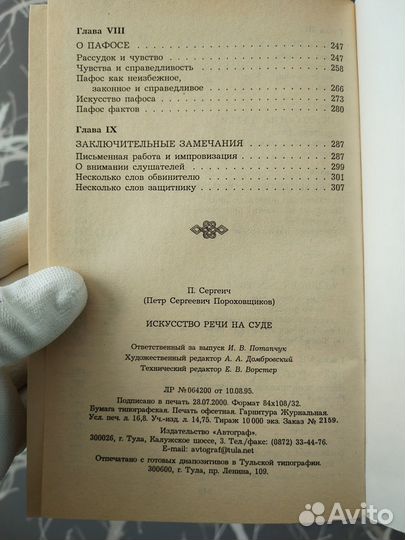 Глава VIII
О ПАФОСЕ . . . . . . . . . . . . . . . . . . . . . . . . . 247
Рассудок и чувство . . . . . . . . . . . . . . . . . . . 247
Чувства и справедливость . . . . . . . . . . . . . . 258
Пафос как неизбежное,
законное и справедливое . . . . . . . . . . . . 266
Искусство пафоса . . . . . . . . . . . . . . . . . . . . 273
Пафос фактов . . . . . . . . . . . . . . . . . . . . . . 280
Глава IX
ЗАКЛЮЧИТЕЛЬНЫЕ ЗАМЕЧАНИЯ . . . . . . . . 287
Письменная работа и импровизация . . . . . . . 287
О внимании слушателей . . . . . . . . . . . . . . . 299
Несколько слов обвинителю . . . . . . . . . . . . 301
Несколько слов защитнику . . . . . . . . . . . . . 307
П. Сергеич
(Петр Сергеевич Пороховщиков)
ИСКУССТВО РЕЧИ НА СУДЕ
Ответственный за выпуск И. В. Потапчук
Художественный редактор А. А. Домбровский
Технический редактор Е. В. Ворстер
ЛР № 064200 от 10.08.95.
Подписано в печать 28.07.2000. Формат 84х108/32.
Бумага типографская. Печать офсетная. Гарнитура Журнальная.
Усл. печ. л. 16,8. Уч.-изд. л. 14,75. Тираж 10 000 экз. Заказ № 2159.
Издательство «Автограф».
300026, г. Тула, Калужское шоссе, 3. Тел./факс: (0872) 33-44-76.
E-mail: avtograf@tula.net
Отпечатано с готовых диапозитивов в Тульской типографии.
300600, г. Тула, пр. Ленина, 109.
Avito